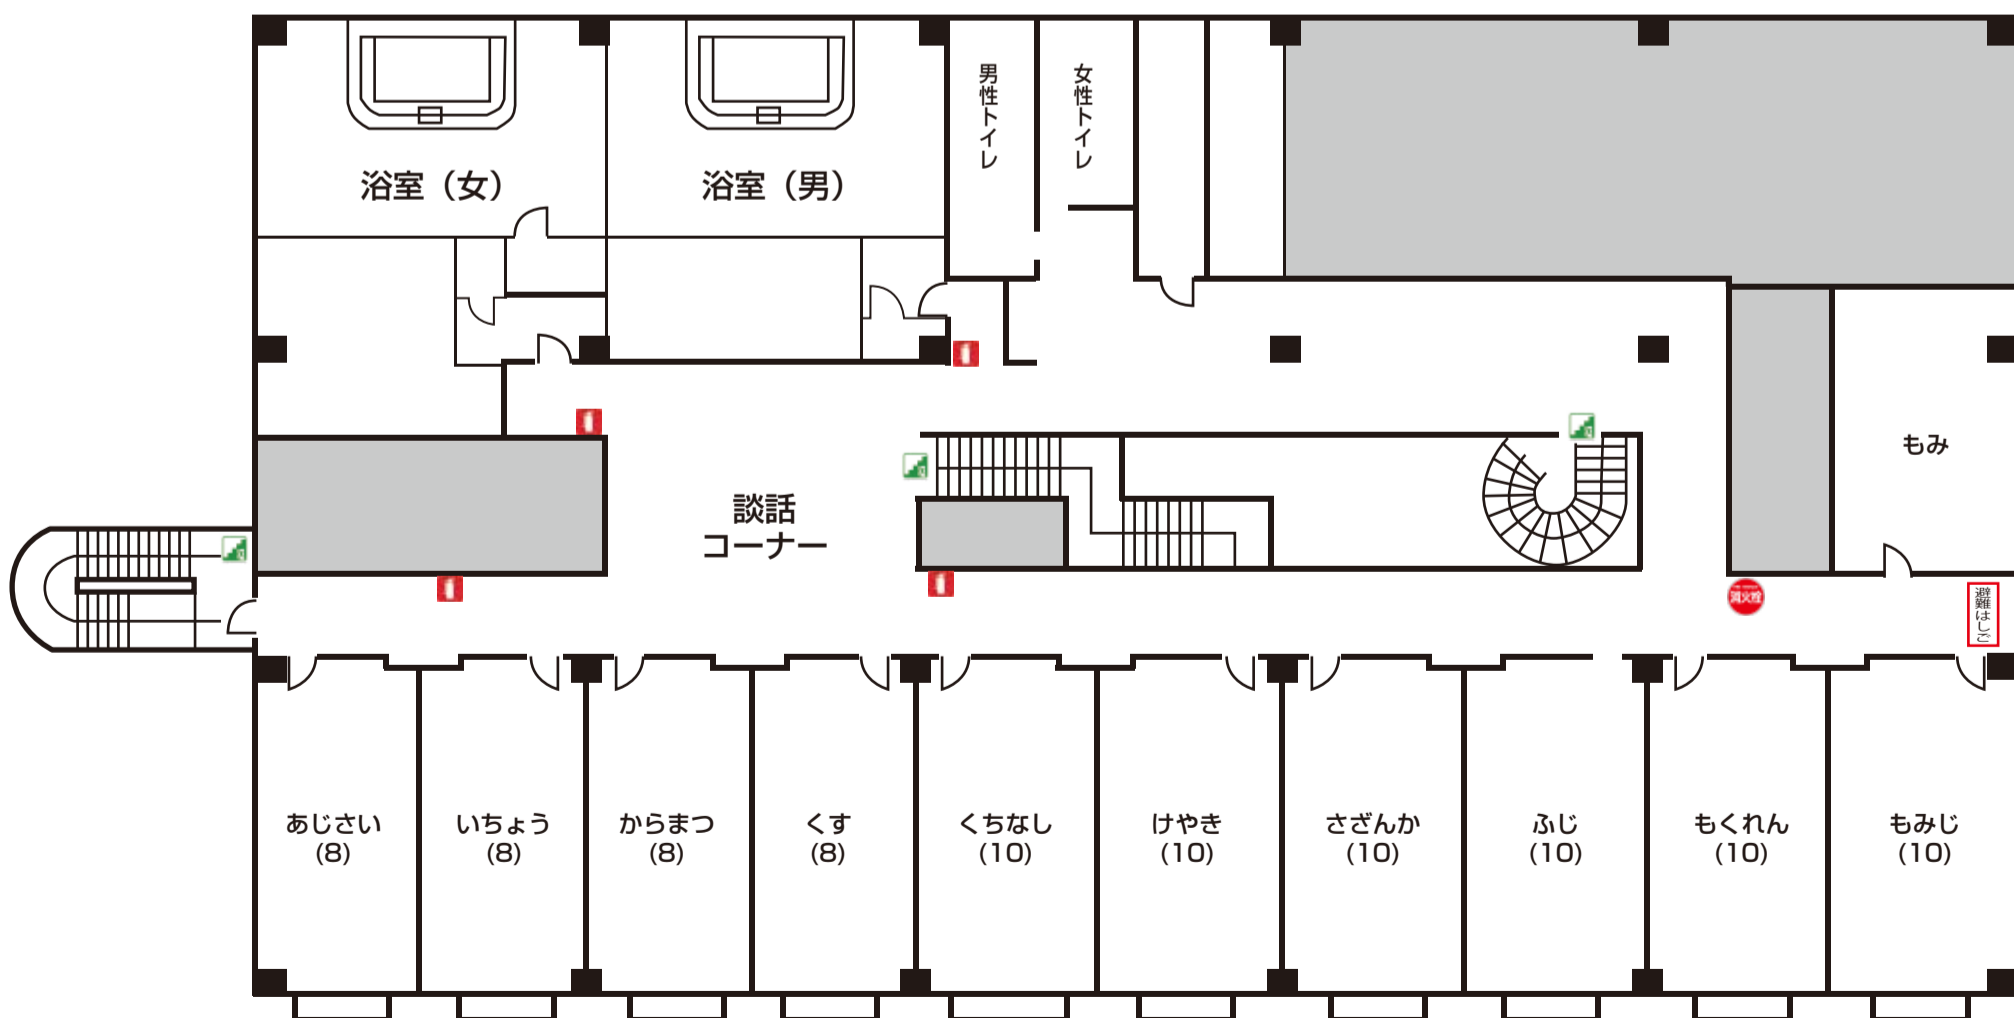 男性トイレ
女性トイレ
浴室（女）
浴室（男）
もみ
談話
コーナー
消火栓
避難はしご
あじさい
(8)
いちょう
(8)
からまつ
(8)
くす
(8)
くちなし
(10)
けやき
(10)
さざんか
(10)
ふじ
(10)
もくれん
(10)
もみじ
(10)